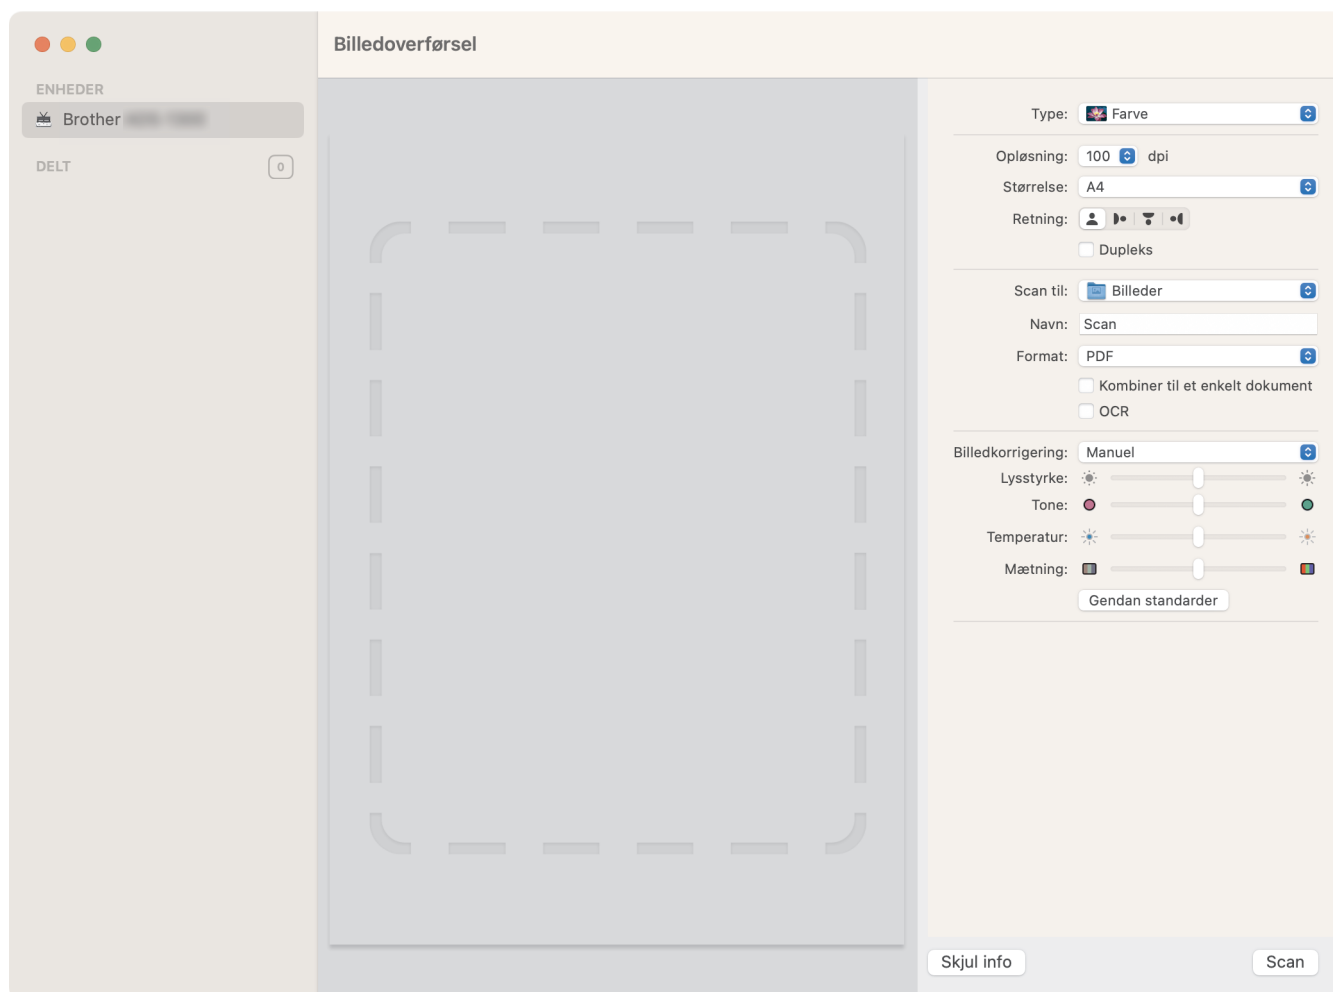 Billedoverførsel
ENHEDER
Brother
DELT
0
Type: Farve
Opløsning: 100 dpi
Størrelse: A4
Retning:
Dupleks
Scan til: Billeder
Navn: Scan
Format: PDF
Kombiner til et enkelt dokument
OCR
Billedkorrigering: Manuel
Lysstyrke:
Tone:
Temperatur:
Mætning:
Gendan standarder
Skjul info
Scan